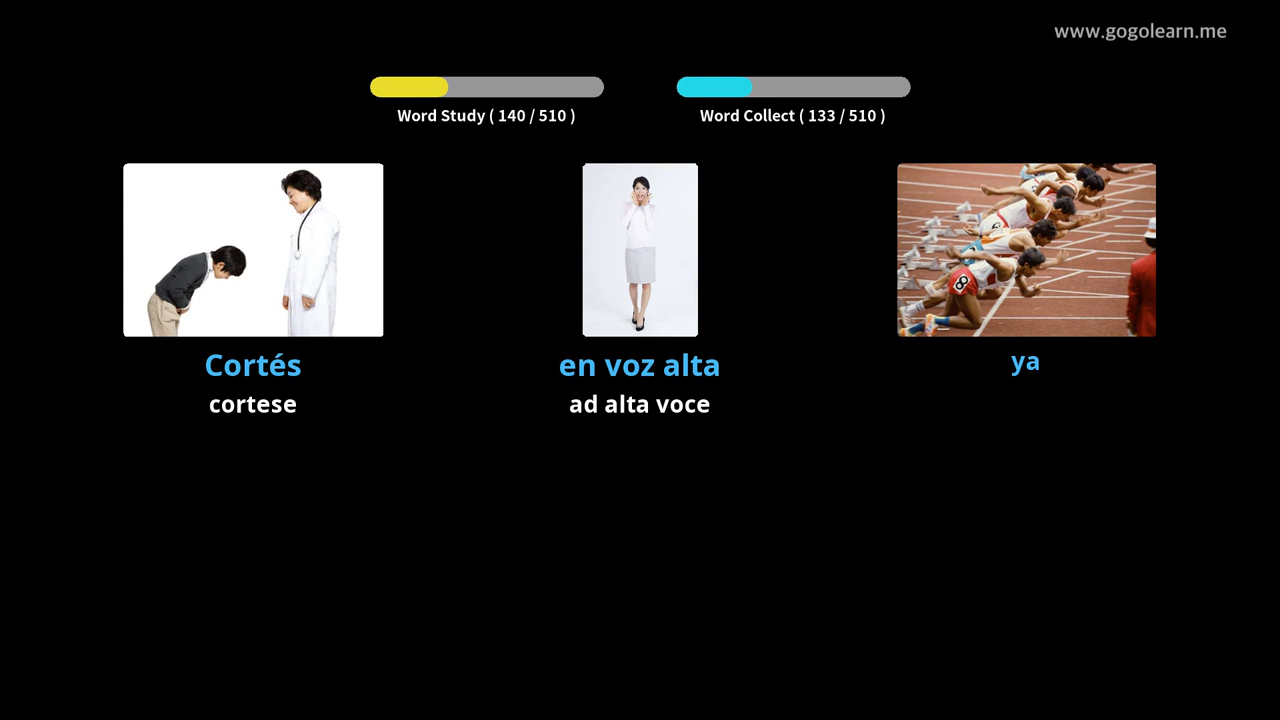 www.gogolearn.me
Word Study ( 140 / 510 )
Word Collect ( 133 / 510 )
Cortés
cortese
en voz alta
ad alta voce
8
ya